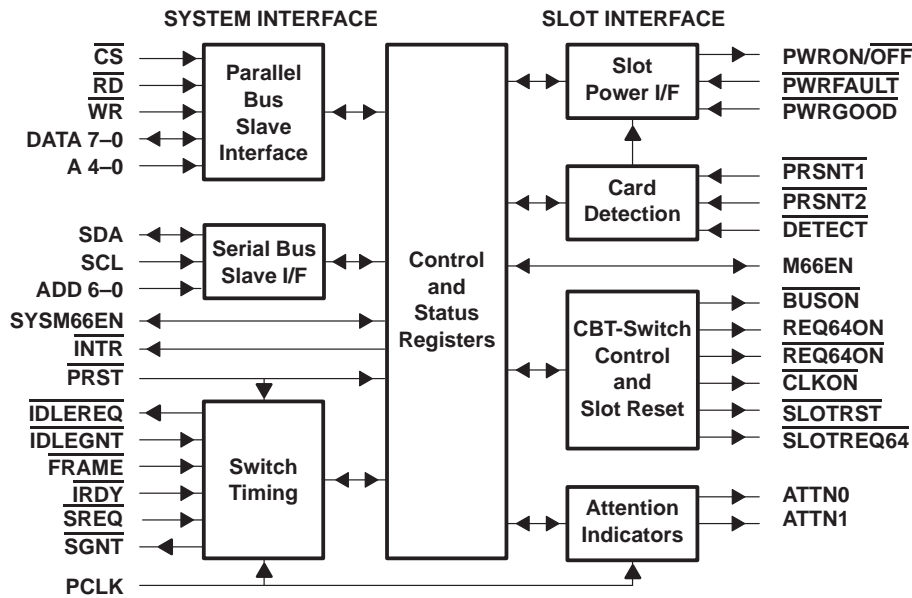 SYSTEM INTERFACE
SLOT INTERFACE
CS
RD
WR
DATA 7–0
A 4–0
Parallel
Bus
Slave
Interface
SDA
SCL
ADD 6–0
Serial Bus
Slave I/F
SYSM66EN
INTR
PRST
IDLEREQ
IDLEGNT
FRAME
IRDY
SREQ
SGNT
PCLK
Switch
Timing
Control
and
Status
Registers
Slot
Power I/F
PWRON/OFF
PWRFAULT
PWRGOOD
Card
Detection
PRSNT1
PRSNT2
DETECT
M66EN
CBT-Switch
Control
and
Slot Reset
BUSON
REQ64ON
REQ64ON
CLKON
SLOTRST
SLOTREQ64
Attention
Indicators
ATTN0
ATTN1